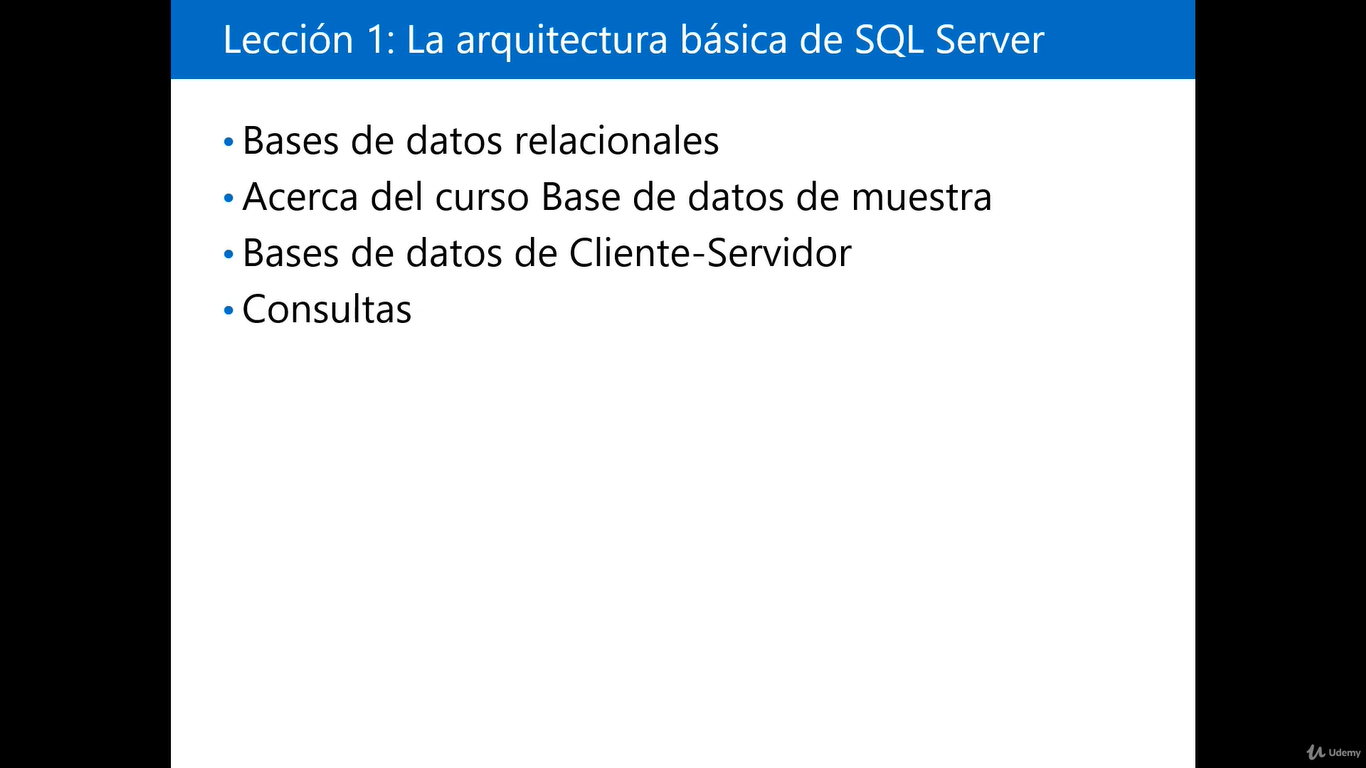 Lección 1: La arquitectura básica de SQL Server
• Bases de datos relacionales
• Acerca del curso Base de datos de muestra
• Bases de datos de Cliente-Servidor
• Consultas
Udemy